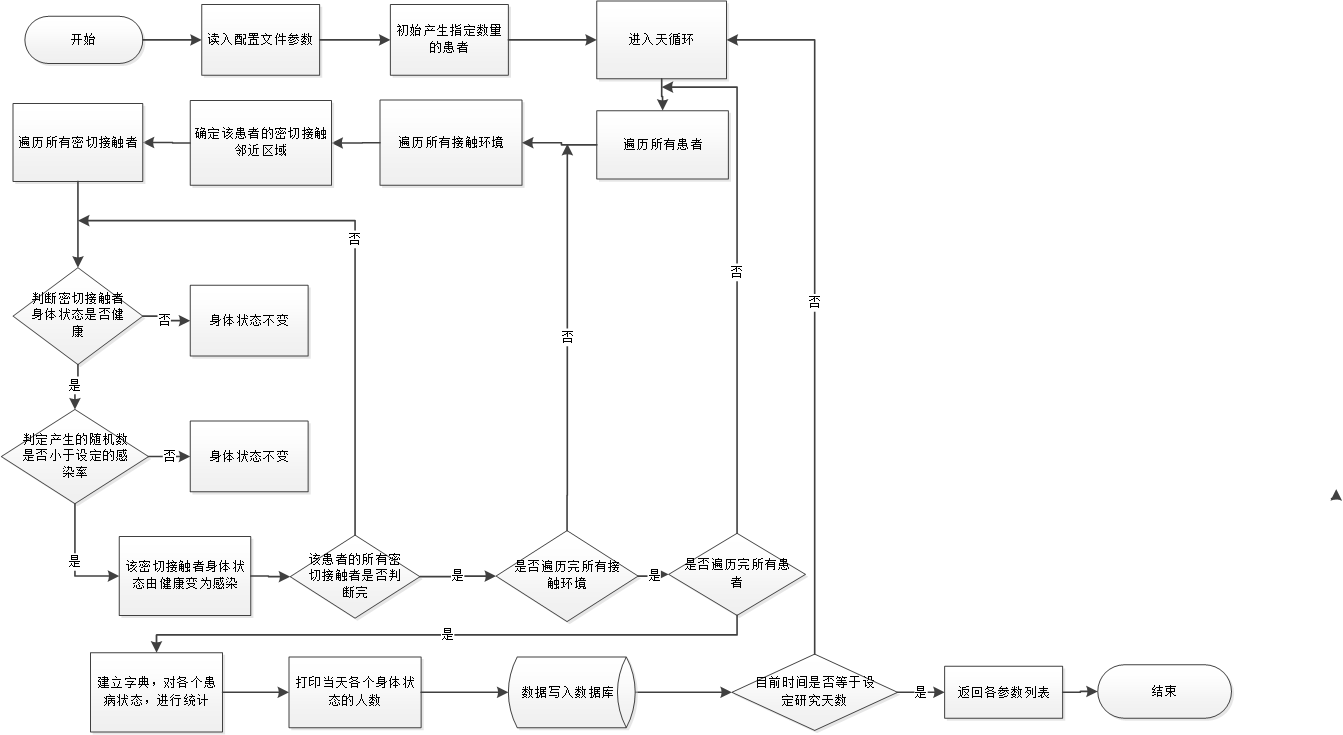 开始
读入配置文件参数
初始产生指定数量
的患者
进入天循环
遍历所有密切接触者
确定该患者的密切接触
邻近区域
遍历所有接触环境
遍历所有患者
否
否
否
否
判断密切接触者
身体状态是否健
康
否
身体状态不变
是
判定产生的随机数
是否小于设定的感
染率
否
身体状态不变
是
该密切接触者身体状
态由健康变为感染
该患者的所有密
切接触者是否判
断完
是
是否遍历完所有接
触环境
是
是否遍历完所有患
者
是
建立字典，对各个患
病状态，进行统计
打印当天各个身体状
态的人数
数据写入数据库
目前时间是否等于设
定研究天数
是
返回各参数列表
结束